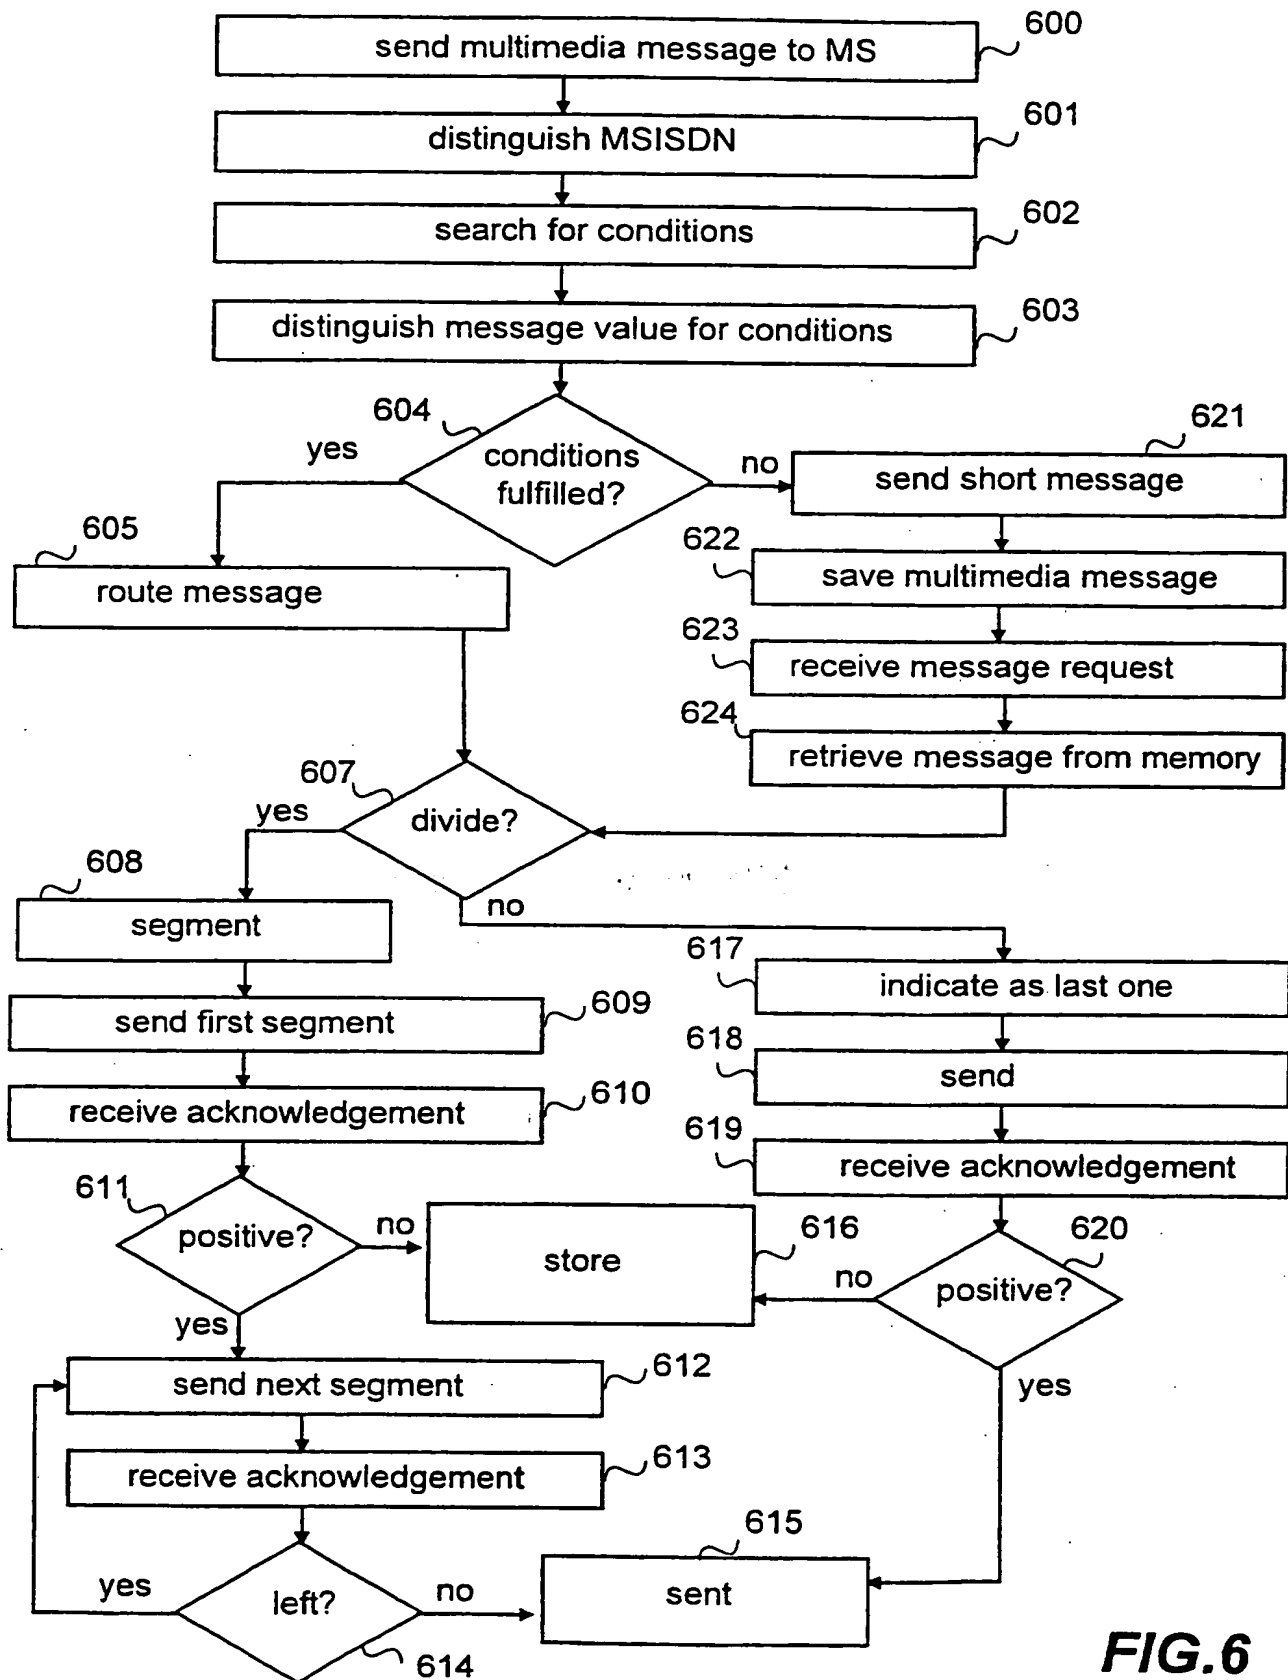 send multimedia message to MS
600
distinguish MSISDN
601
search for conditions
602
distinguish message value for conditions
603
604
yes
conditions
fulfilled?
no
621
send short message
605
route message
622
save multimedia message
623
receive message request
624
retrieve message from memory
607
yes
divide?
no
608
segment
617
indicate as last one
send first segment
609
618
send
receive acknowledgement
610
619
receive acknowledgement
611
positive?
no
store
616
no
positive?
620
yes
yes
send next segment
612
receive acknowledgement
613
yes
left?
no
614
615
sent
FIG.6